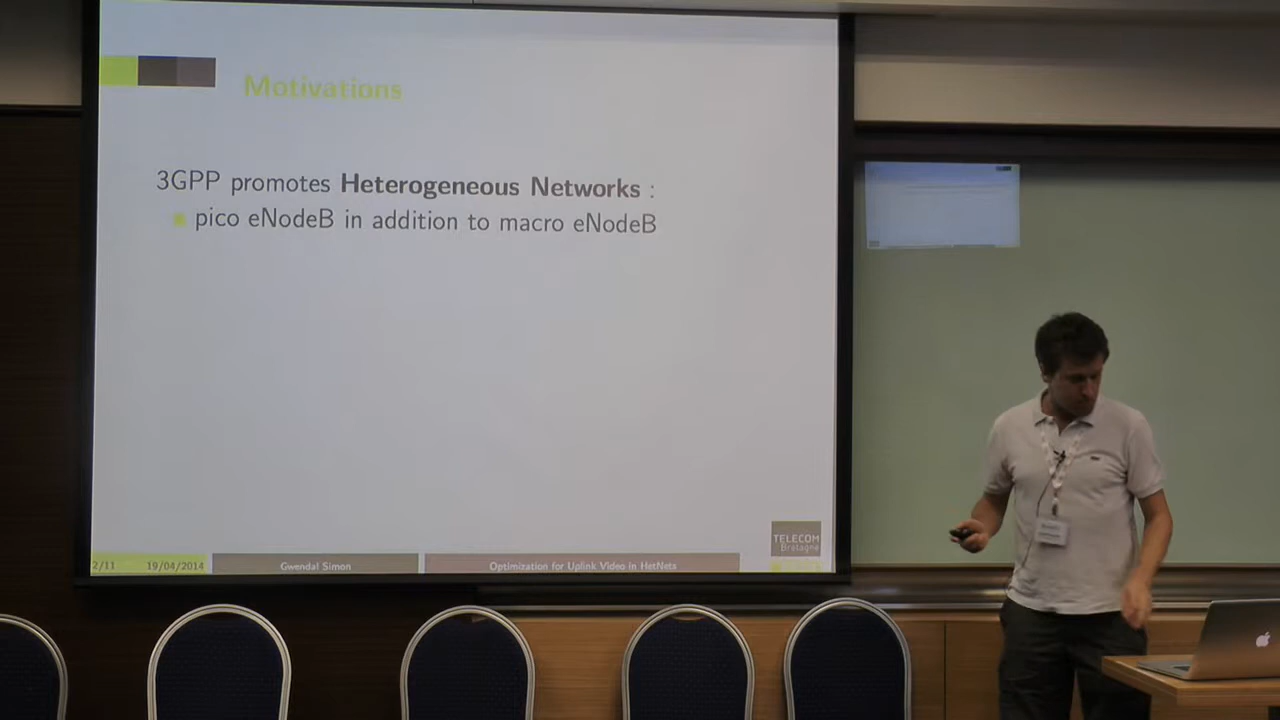 Motivations
3GPP promotes Heterogeneous Networks :
pico eNodeB in addition to macro eNodeB
TELECOM
Bretagne
2/11 19/04/2014 Gwendal Simon Optimization for Uplink Video in HetNets